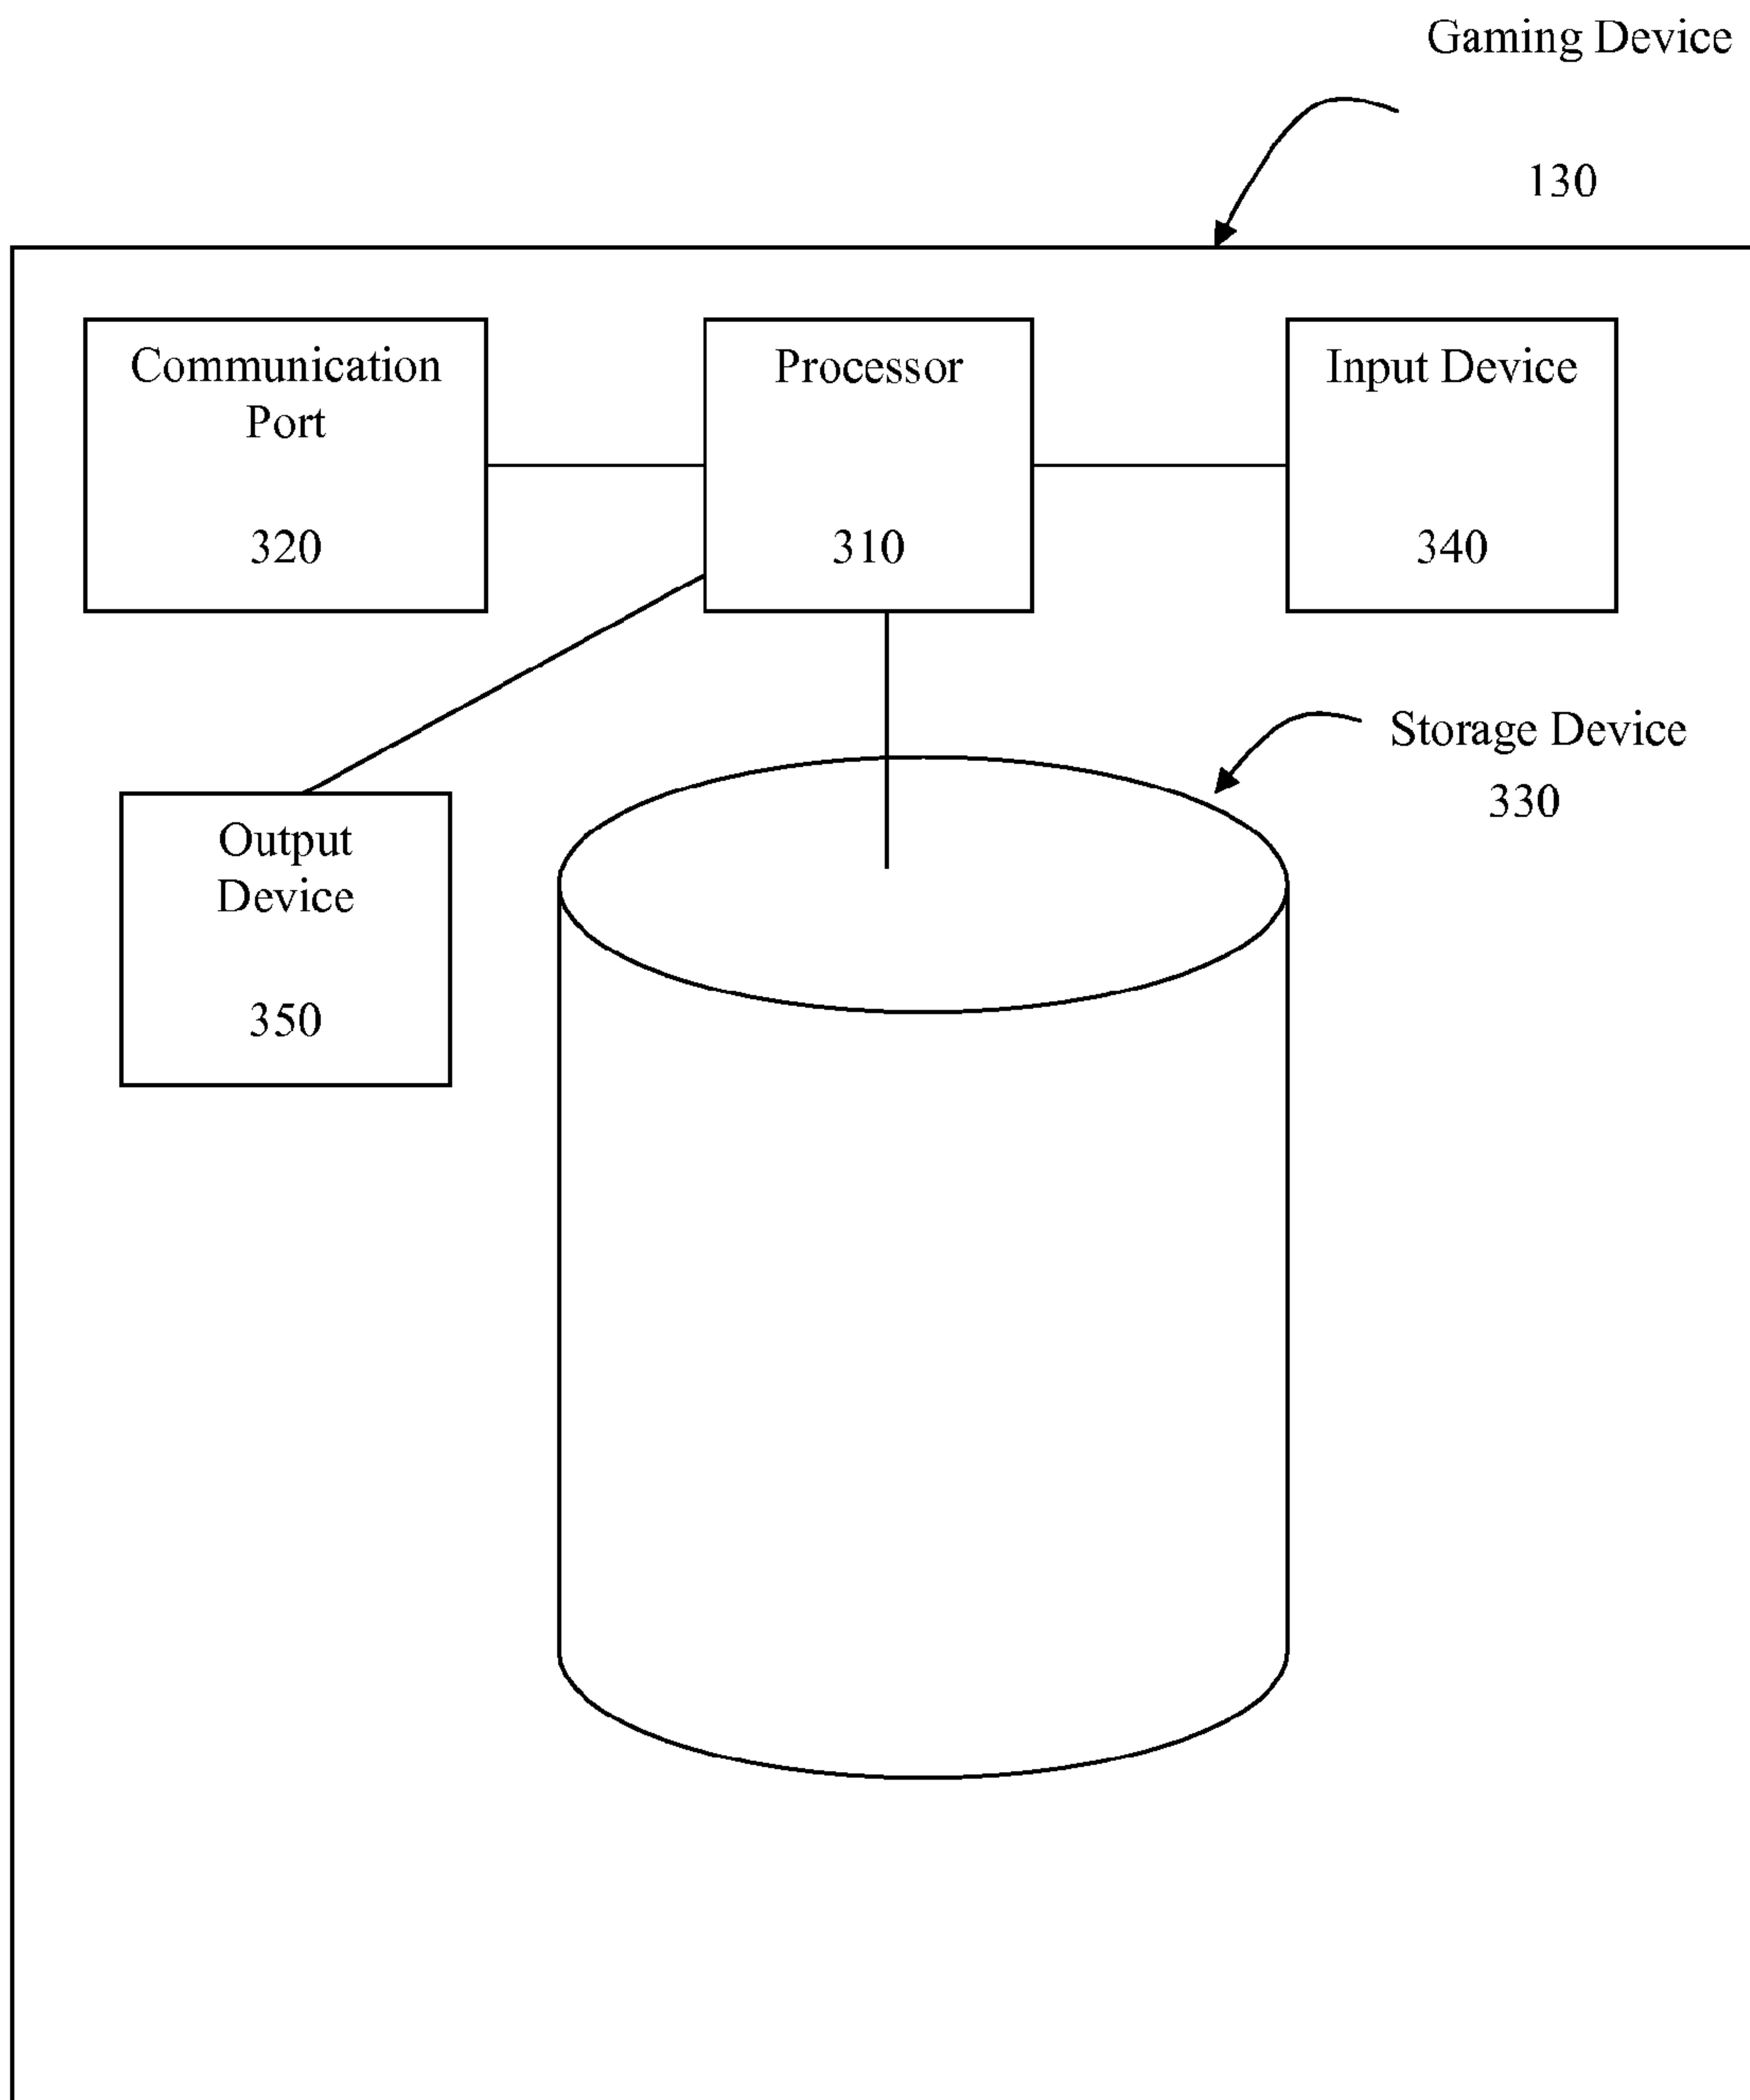 Gaming Device
130
Communication
Port
320
Processor
310
Input Device
340
Storage Device
330
Output
Device
350